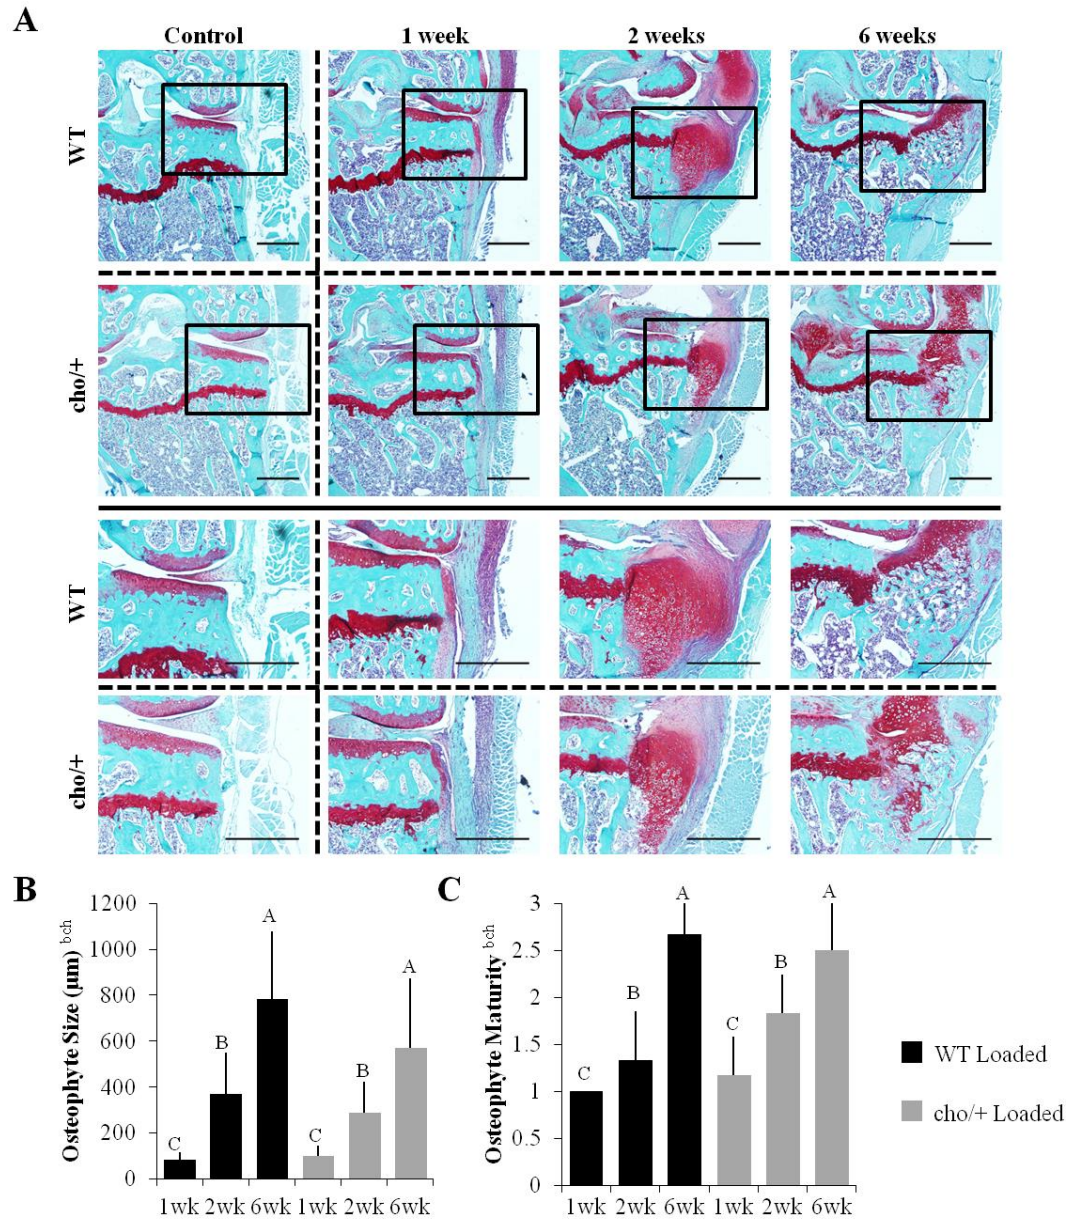 A
Control 1 week 2 weeks 6 weeks
WT
cho/+
WT
cho/+
B
Osteophyte Size (µm) bch
1200
1000
800
600
400
200
0
C B A C B A
1wk 2wk 6wk 1wk 2wk 6wk
C
Osteophyte Maturity bch
3
2.5
2
1.5
1
0.5
0
C B A C B A
1wk 2wk 6wk 1wk 2wk 6wk
WT Loaded
cho/+ Loaded